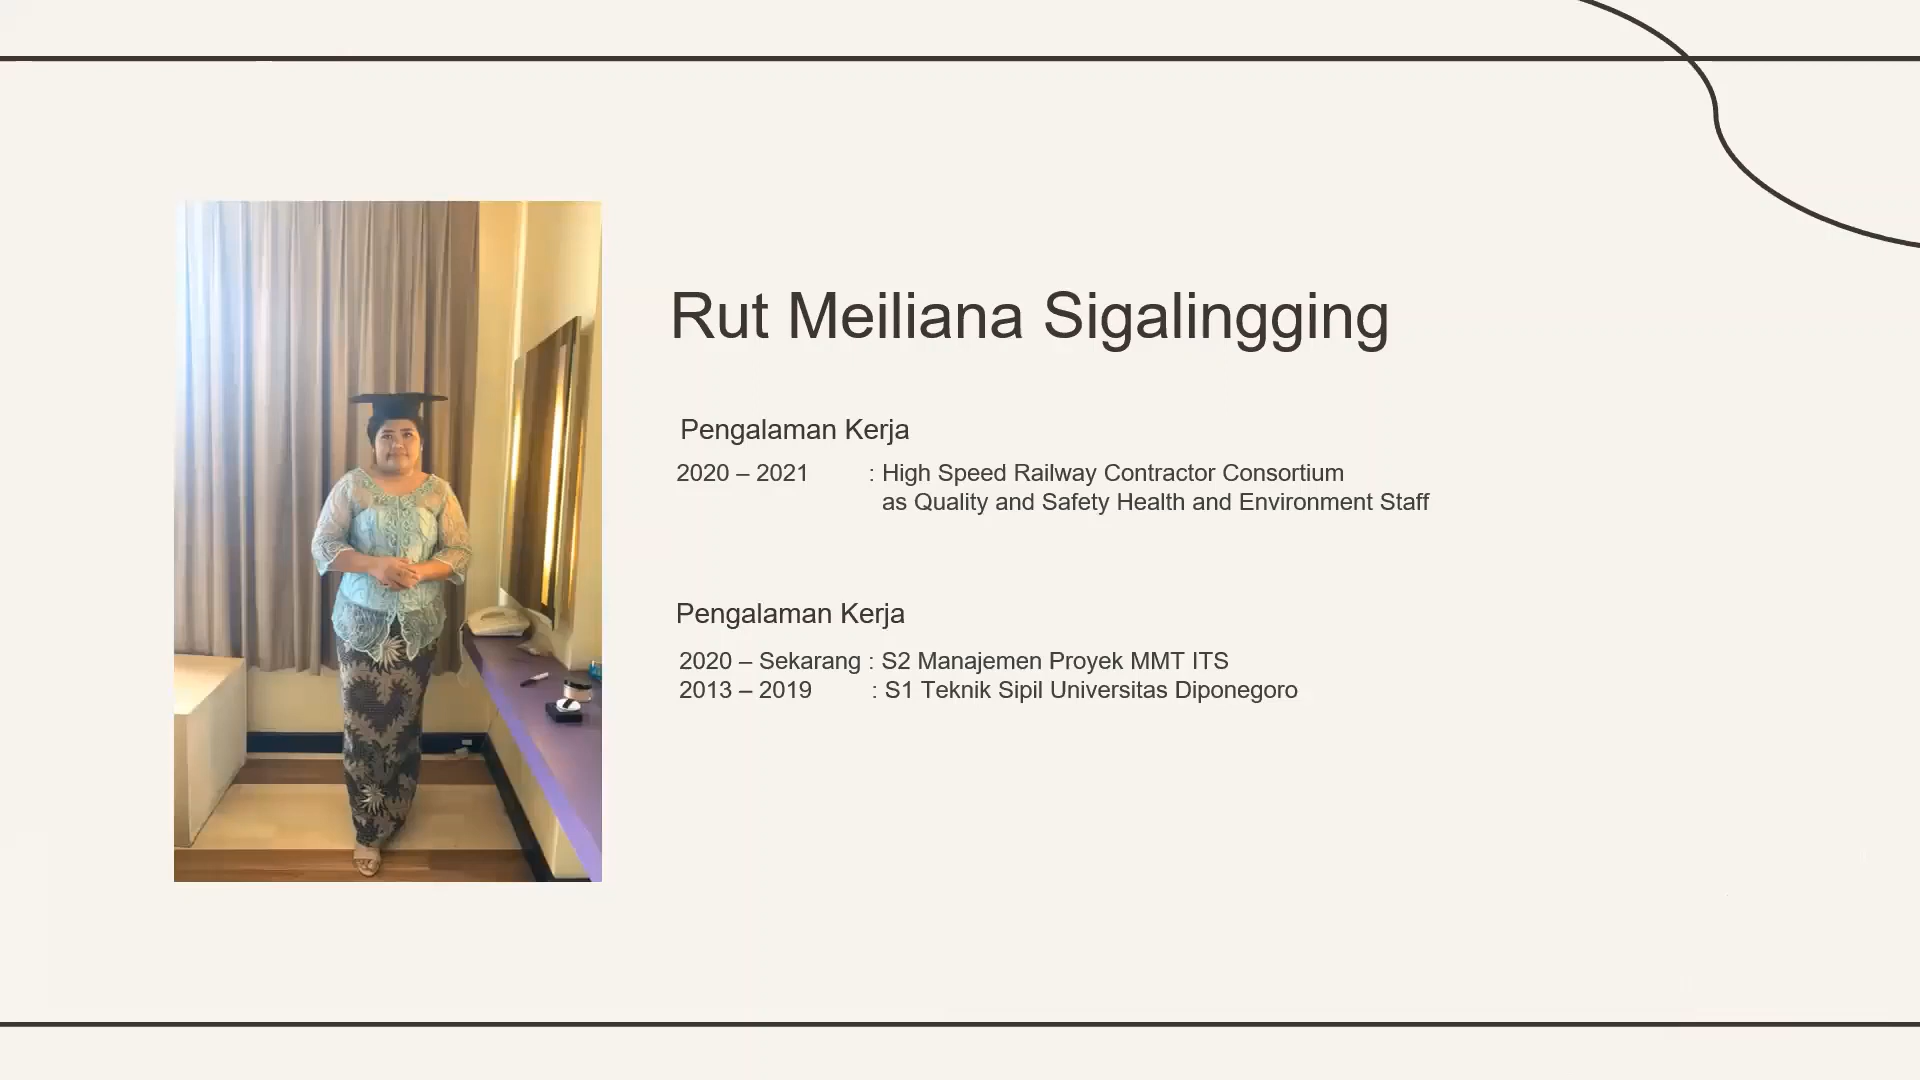 Rut Meiliana Sigalingging
Pengalaman Kerja
2020 – 2021 : High Speed Railway Contractor Consortium
as Quality and Safety Health and Environment Staff
Pengalaman Kerja
2020 – Sekarang : S2 Manajemen Proyek MMT ITS
2013 – 2019 : S1 Teknik Sipil Universitas Diponegoro